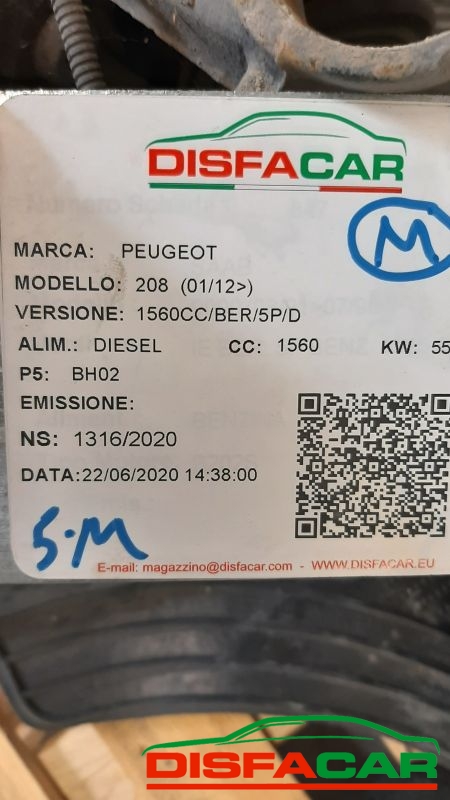 DISFACAR
M
MARCA: PEUGEOT
MODELLO: 208 (01/12>)
VERSIONE: 1560CC/BER/5P/D
ALIM.: DIESEL CC: 1560 KW: 55
P5: BH02
EMISSIONE:
NS: 1316/2020
DATA:22/06/2020 14:38:00
S.M
E-mail: magazzino@disfacar.com - WWW.DISFACAR.EU
DISFACAR